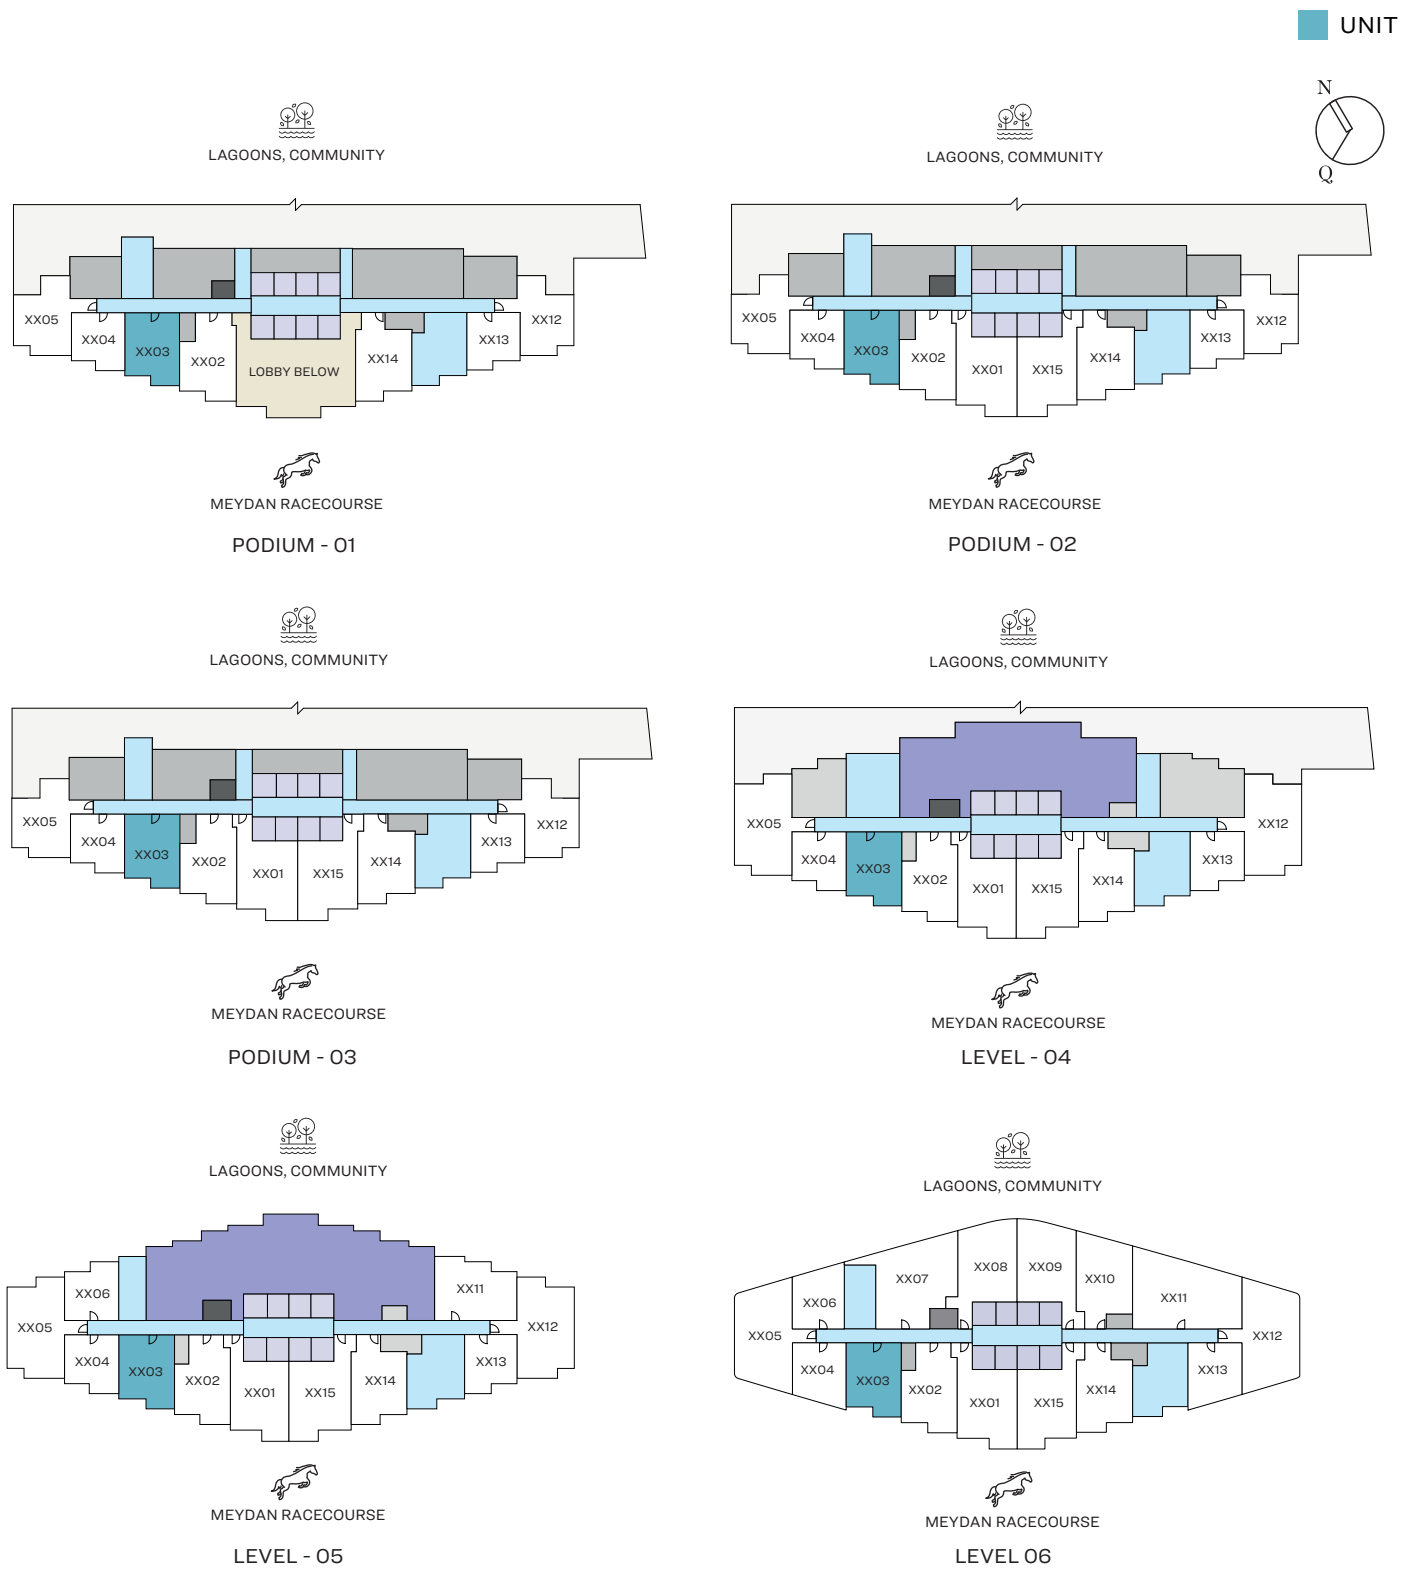 UNIT
N
Q
LAGOONS, COMMUNITY
XX05
XX04
XX03
XX02
LOBBY BELOW
XX14
XX13
XX12
MEYDAN RACECOURSE
PODIUM - 01
LAGOONS, COMMUNITY
XX05
XX04
XX03
XX02
XX01
XX15
XX14
XX13
XX12
MEYDAN RACECOURSE
PODIUM - 02
LAGOONS, COMMUNITY
XX05
XX04
XX03
XX02
XX01
XX15
XX14
XX13
XX12
MEYDAN RACECOURSE
PODIUM - 03
LAGOONS, COMMUNITY
XX05
XX04
XX03
XX02
XX01
XX15
XX14
XX13
XX12
MEYDAN RACECOURSE
LEVEL - 04
LAGOONS, COMMUNITY
XX06
XX11
XX05
XX04
XX03
XX02
XX01
XX15
XX14
XX13
XX12
MEYDAN RACECOURSE
LEVEL - 05
LAGOONS, COMMUNITY
XX06
XX07
XX08
XX09
XX10
XX11
XX05
XX04
XX03
XX02
XX01
XX15
XX14
XX13
XX12
MEYDAN RACECOURSE
LEVEL 06